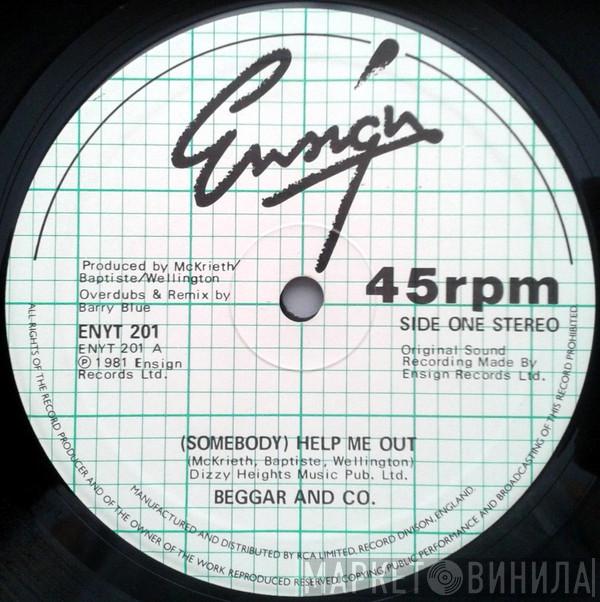 Ensign
Produced by McKrieth/
Baptiste/Wellington
Overdubs & Remix by
Barry Blue
ENYT 201
ENYT 201 A
℗ 1981 Ensign
Records Ltd.
45rpm
SIDE ONE STEREO
Original Sound
Recording Made By
Ensign Records Ltd.
(SOMEBODY) HELP ME OUT
(McKrieth, Baptiste, Wellington)
Dizzy Heights Music Pub. Ltd.
BEGGAR AND CO.
MANUFACTURED AND DISTRIBUTED BY RCA LIMITED, RECORD DIVISON, ENGLAND.
ALL RIGHTS OF THE RECORD PRODUCER AND OF THE OWNER OF THE WORK REPRODUCED RESERVED. COPYING, PUBLIC PERFORMANCE AND BROADCASTING OF THIS RECORD PROHIBITED.
МАРКЕТ ВИНИЛА